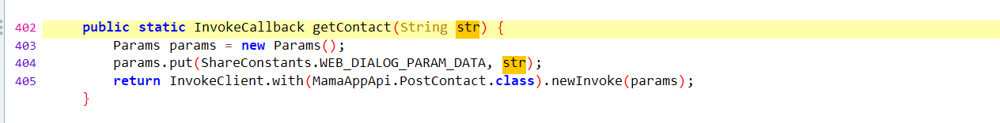 402 public static InvokeCallback getContact(String str) {
403 Params params = new Params();
404 params.put(ShareConstants.WEB_DIALOG_PARAM_DATA, str);
405 return InvokeClient.with(MamaAppApi.PostContact.class).newInvoke(params);
}